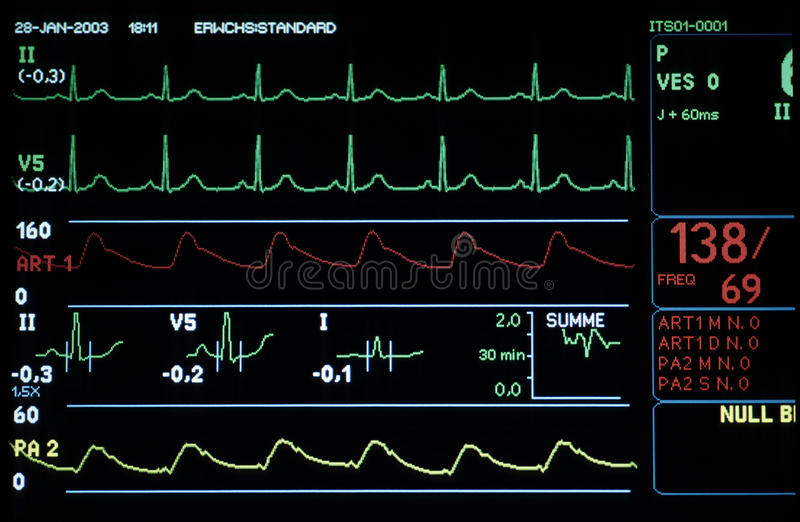 28-JAN-2003 18:11 ERWCHS:STANDARD ITS01-0001
II
(-0,3)
P
VES 0
J + 60ms II
V5
(-0,2)
160
ART 1
0
138/
FREQ 69
II V5 I 2.0 SUMME
30 min
-0,3 -0,2 -0,1 0,0
1,5X
ART1 M N. 0
ART1 D N. 0
PA2 M N. 0
PA2 S N. 0
60
NULL
RA 2
0
dreamstime